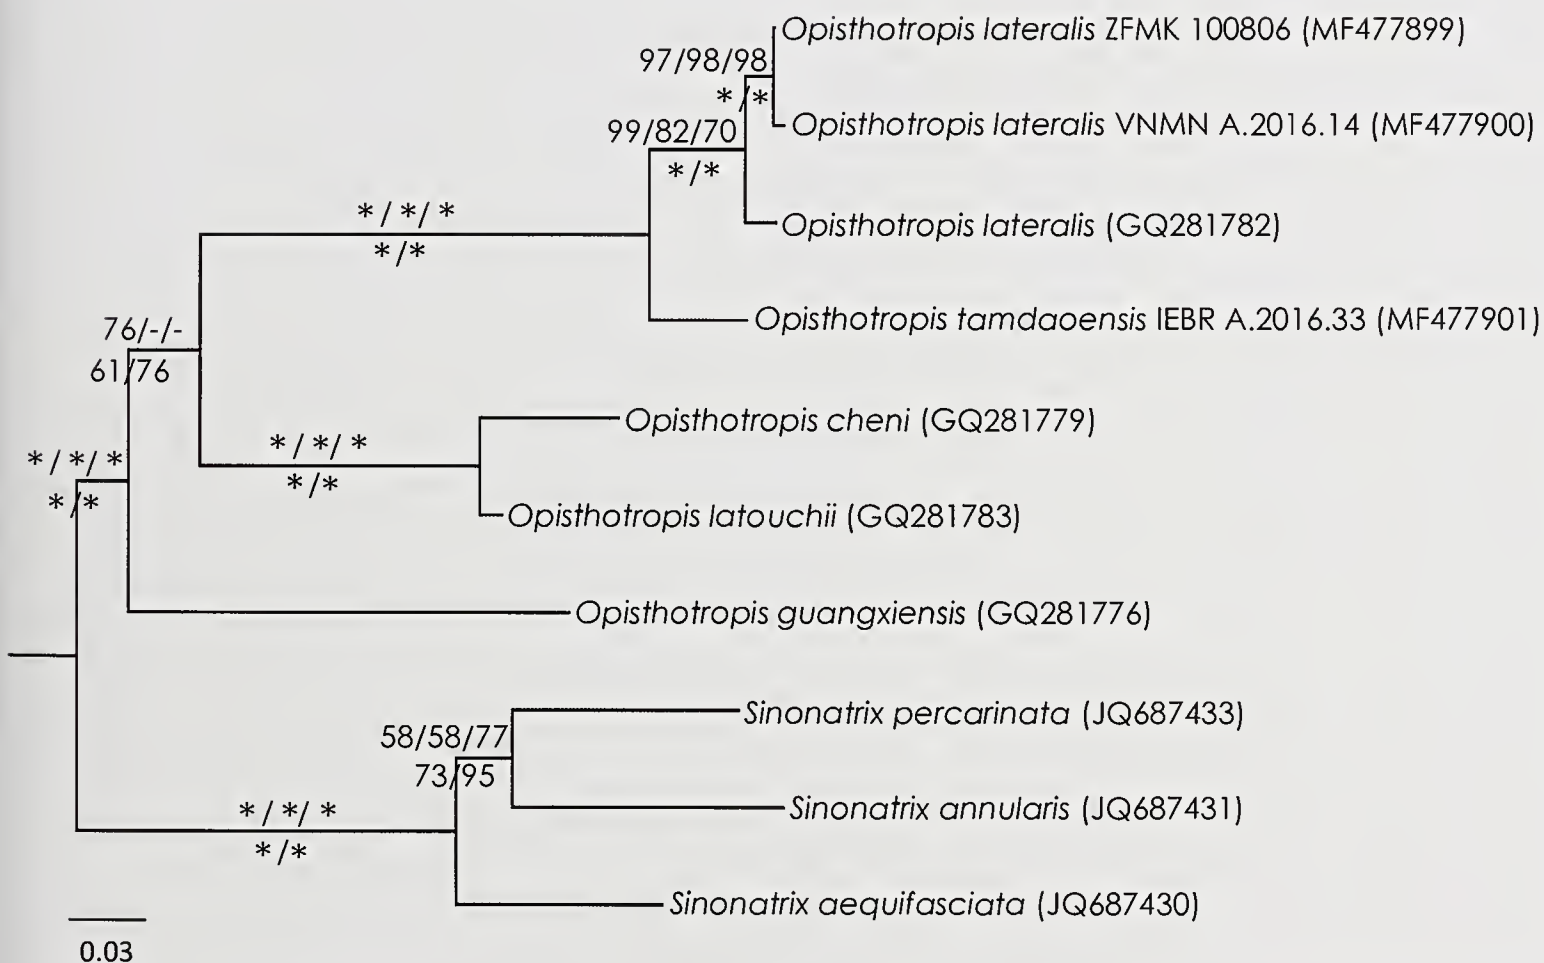 Opisthotropis lateralis ZFMK 100806 (MF477899)
97/98/98
*/*
Opisthotropis lateralis VNMN A.2016.14 (MF477900)
99/82/70
*/*
Opisthotropis lateralis (GQ281782)
*/*/*
*/*
Opisthotropis tamdaoensis IEBR A.2016.33 (MF477901)
76/-/-
61/76
Opisthotropis cheni (GQ281779)
*/*/*
*/*
*/*/*
*/*
Opisthotropis latouchii (GQ281783)
Opisthotropis guangxiensis (GQ281776)
Sinonatrix percarinata (JQ687433)
58/58/77
73/95
Sinonatrix annularis (JQ687431)
*/*/*
*/*
Sinonatrix aequifasciata (JQ687430)
0.03